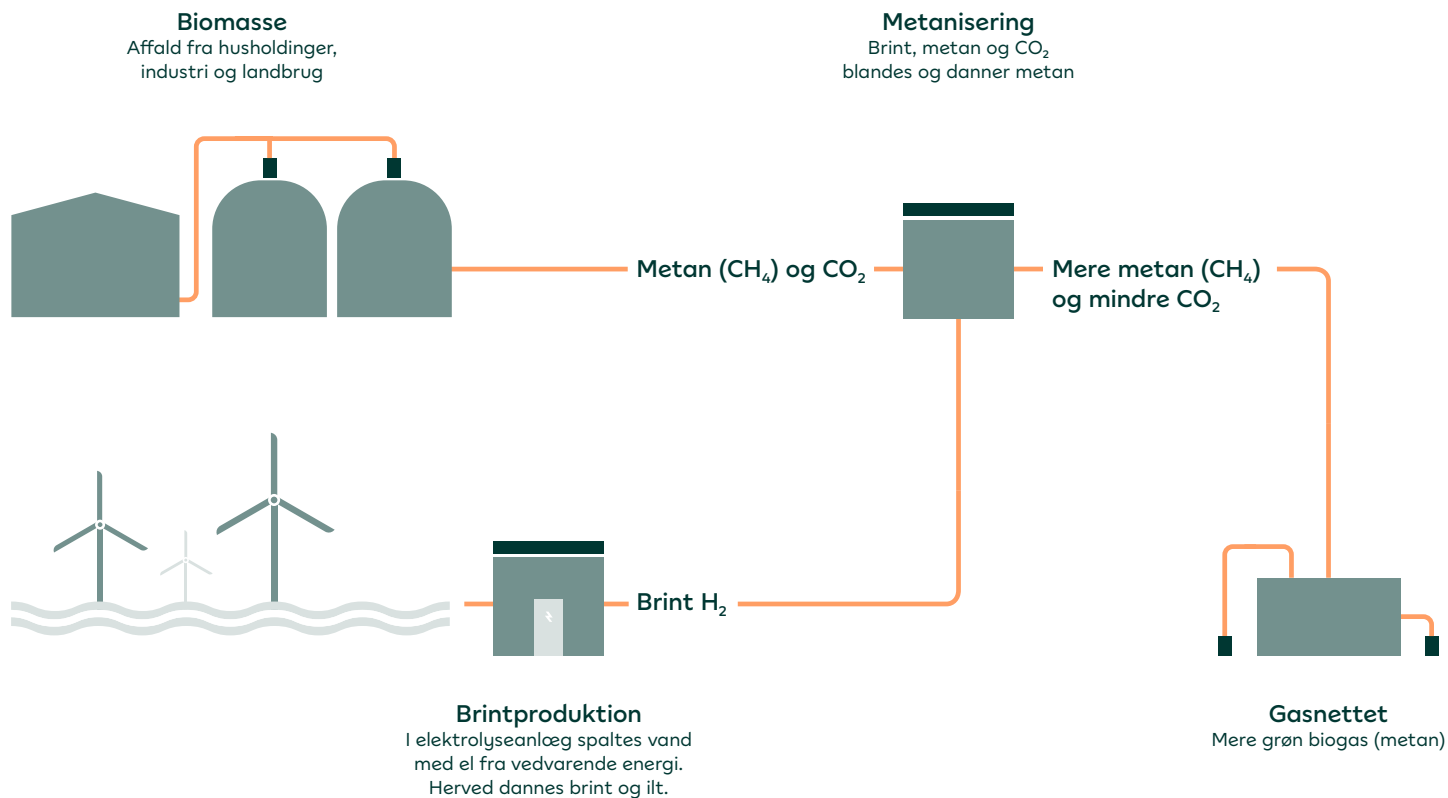 Biomasse
Affald fra husholdinger,
industri og landbrug
Metanisering
Brint, metan og CO₂
blandes og danner metan
Metan (CH₄) og CO₂
Mere metan (CH₄)
og mindre CO₂
Brint H₂
Brintproduktion
I elektrolyseanlæg spaltes vand
med el fra vedvarende energi.
Herved dannes brint og ilt.
Gasnettet
Mere grøn biogas (metan)